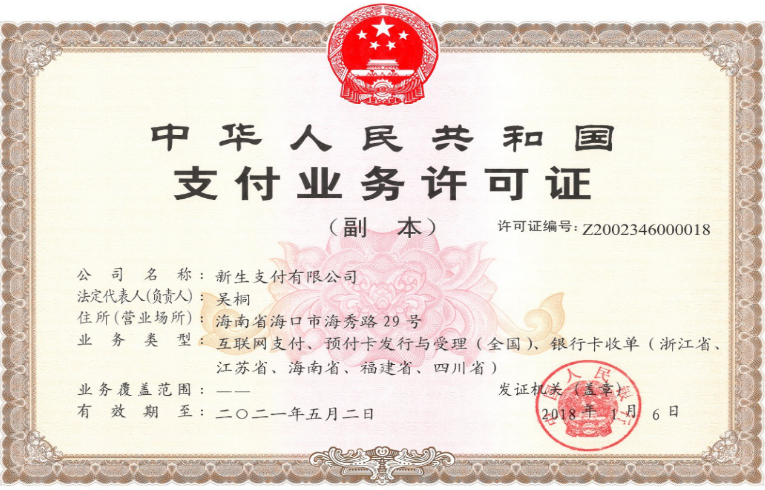 中华人民共和国
支付业务许可证
（副 本）
许可证编号：Z2002346000018
公司名称：新生支付有限公司
法定代表人(负责人)：吴桐
住所(营业场所)：海南省海口市海秀路29号
业务类型：互联网支付、预付卡发行与受理（全国）、银行卡收单（浙江省、
江苏省、海南省、福建省、四川省）
业务覆盖范围：——
发证机关（盖章）
有效期至：二〇二一年五月二日
2018年1月6日
中国人民银行